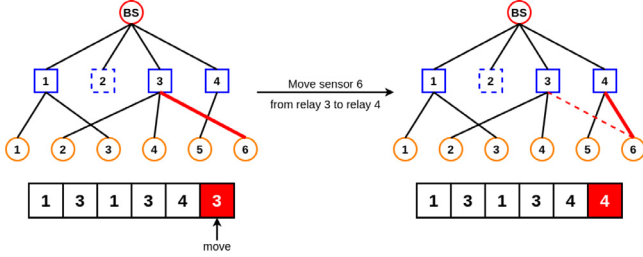 BS BS
1 2 3 4 1 2 3 4
Move sensor 6
from relay 3 to relay 4
1 2 3 4 5 6 1 2 3 4 5 6
1 3 1 3 4 3 1 3 1 3 4 4
move